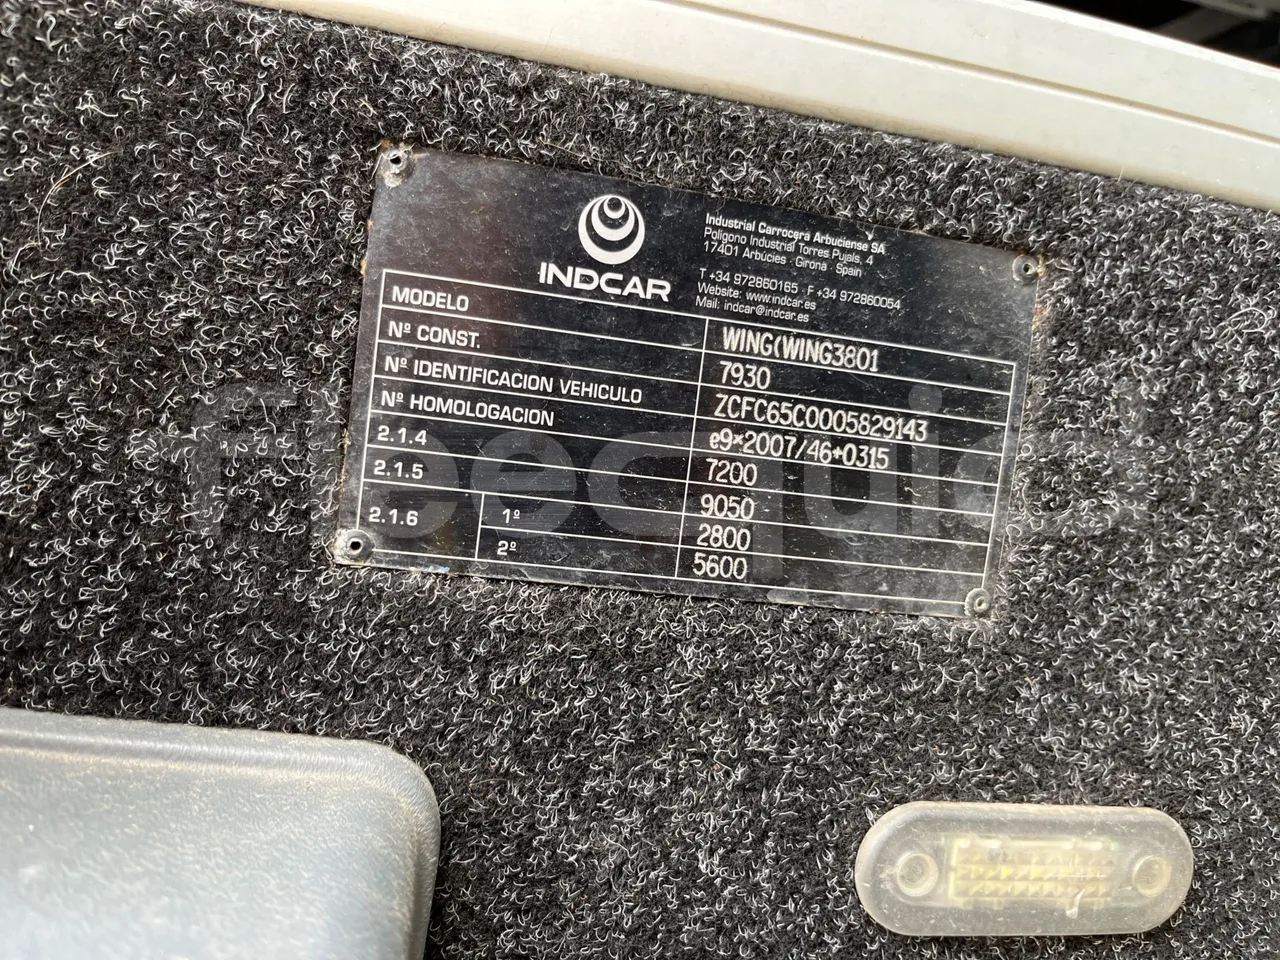 INDCAR
Industrial Carrocera Arbuciense SA
Polígono Industrial Torres Pujals, 4
17401 Arbúcies · Girona · Spain
T +34 972860165 · F +34 972860054
Website: www.indcar.es
Mail: indcar@indcar.es
MODELO WING(WING3801
Nº CONST. 7930
Nº IDENTIFICACION VEHICULO ZCFC65C0005829143
Nº HOMOLOGACION e9*2007/46*0315
2.1.4 7200
2.1.5 9050
2.1.6 1º 2800
2º 5600